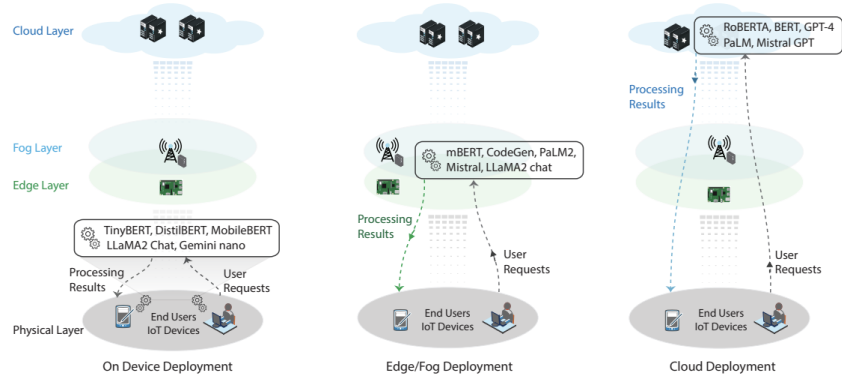 Cloud Layer
Fog Layer
Edge Layer
TinyBERT, DistilBERT, MobileBERT
LLaMA2 Chat, Gemini nano
Processing
Results
User
Requests
Physical Layer
End Users
IoT Devices
On Device Deployment
mBERT, CodeGen, PaLM2,
Mistral, LLaMA2 chat
Processing
Results
User
Requests
End Users
IoT Devices
Edge/Fog Deployment
RoBERTA, BERT, GPT-4
PaLM, Mistral GPT
Processing
Results
User
Requests
End Users
IoT Devices
Cloud Deployment